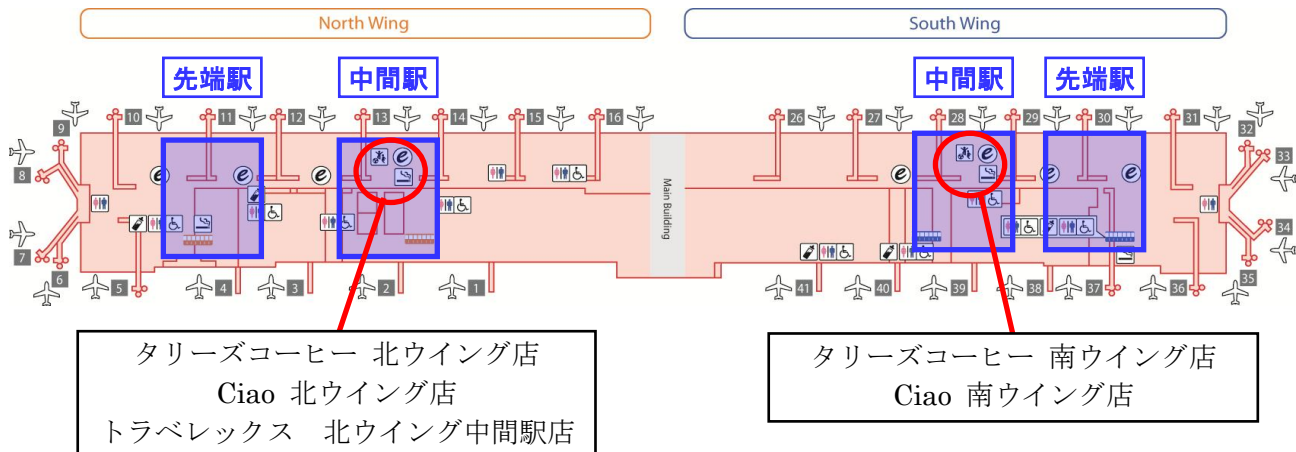 North Wing
South Wing
先端駅
中間駅
中間駅
先端駅
9
10
11
12
13
14
15
16
26
27
28
29
30
31
32
33
8
e
e
e
e
e
e
e
e
Main Building
7
6
5
4
3
2
1
41
40
39
38
37
36
35
34
タリーズコーヒー 北ウイング店
Ciao 北ウイング店
トラベレックス 北ウイング中間駅店
タリーズコーヒー 南ウイング店
Ciao 南ウイング店